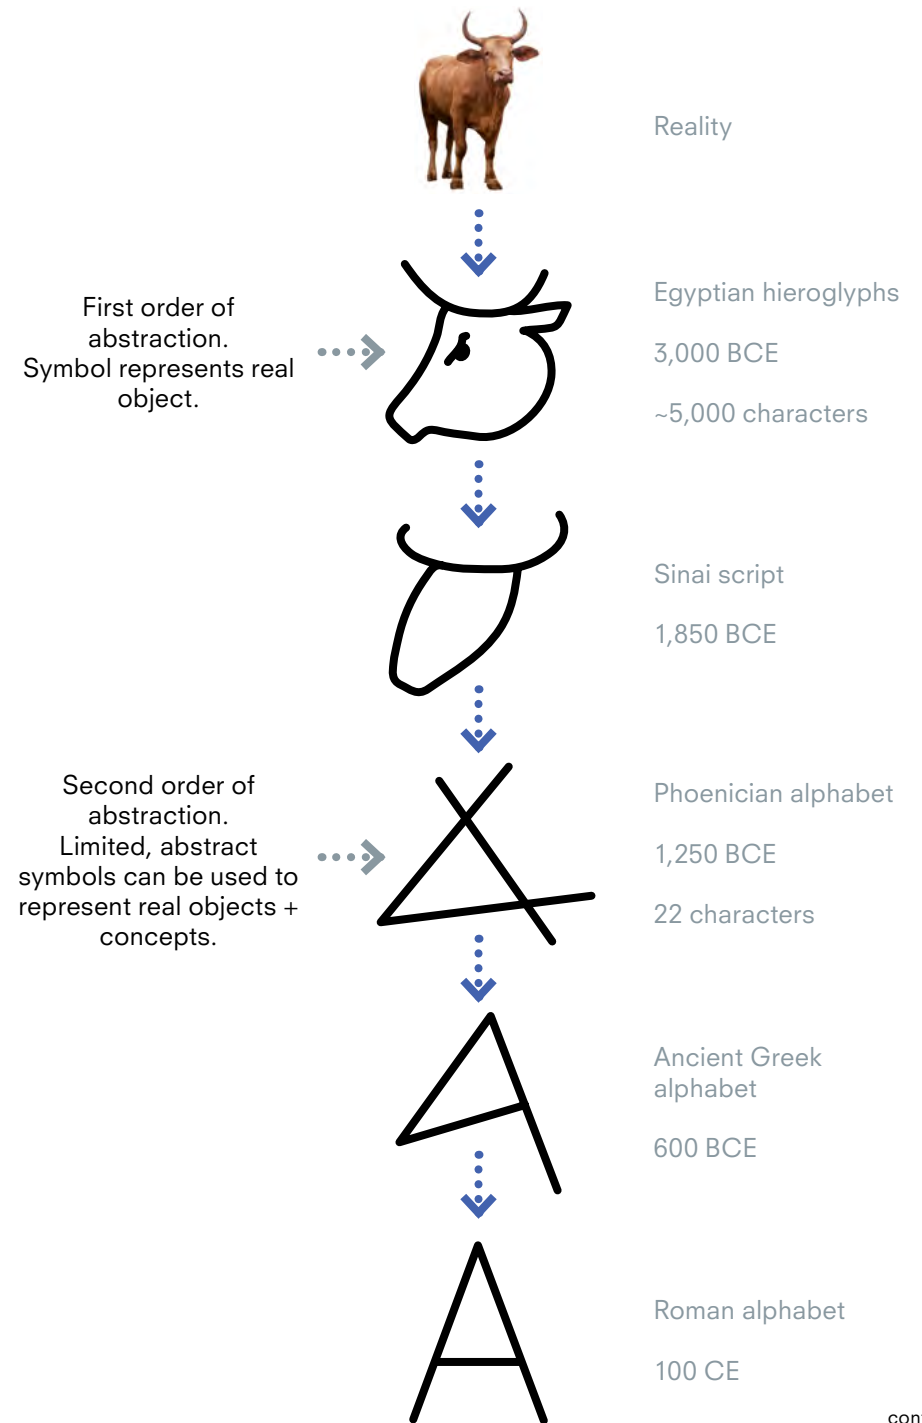 Reality
Egyptian hieroglyphs
3,000 BCE
~5,000 characters
First order of
abstraction.
Symbol represents real
object.
Sinai script
1,850 BCE
Phoenician alphabet
1,250 BCE
22 characters
Second order of
abstraction.
Limited, abstract
symbols can be used to
represent real objects +
concepts.
Ancient Greek
alphabet
600 BCE
A
Roman alphabet
100 CE